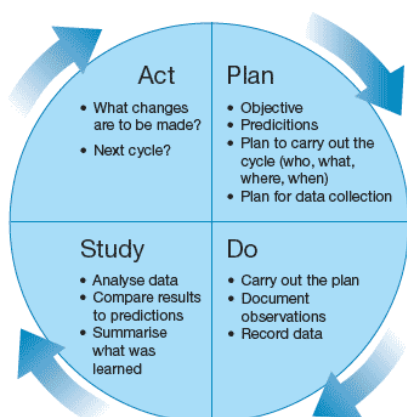 Act
• What changes
are to be made?
• Next cycle?
Plan
• Objective
• Predicitions
• Plan to carry out the
cycle (who, what,
where, when)
• Plan for data collection
Study
• Analyse data
• Compare results
to predictions
• Summarise
what was
learned
Do
• Carry out the plan
• Document
observations
• Record data